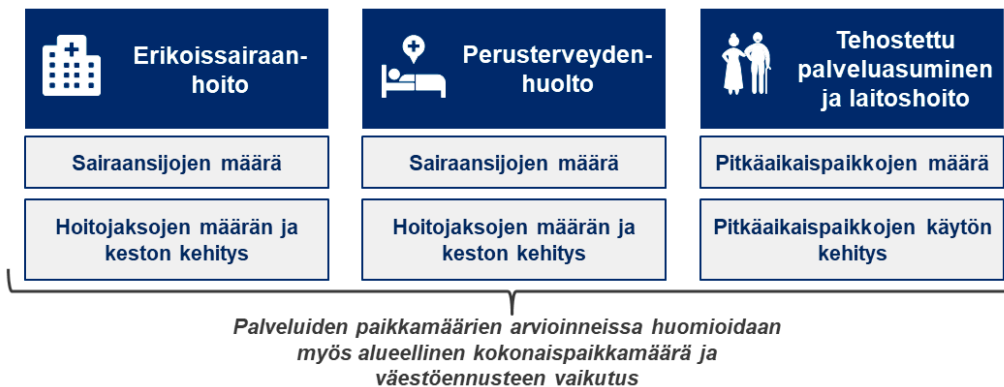 Erikoissairaan-
hoito
Perusterveyden-
huolto
Tehostettu
palveluasuminen
ja laitoshoito
Sairaansijojen määrä
Sairaansijojen määrä
Pitkäaikaispaikkojen määrä
Hoitojaksojen määrän ja
keston kehitys
Hoitojaksojen määrän ja
keston kehitys
Pitkäaikaispaikkojen käytön
kehitys
Palveluiden paikkamäärien arvioinneissa huomioidaan
myös alueellinen kokonaispaikkamäärä ja
väestöennusteen vaikutus